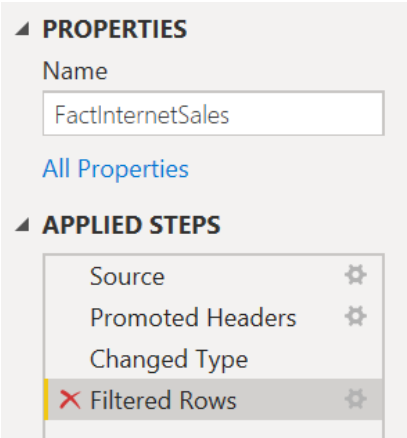 PROPERTIES
Name
FactInternetSales
All Properties
APPLIED STEPS
Source
Promoted Headers
Changed Type
Filtered Rows